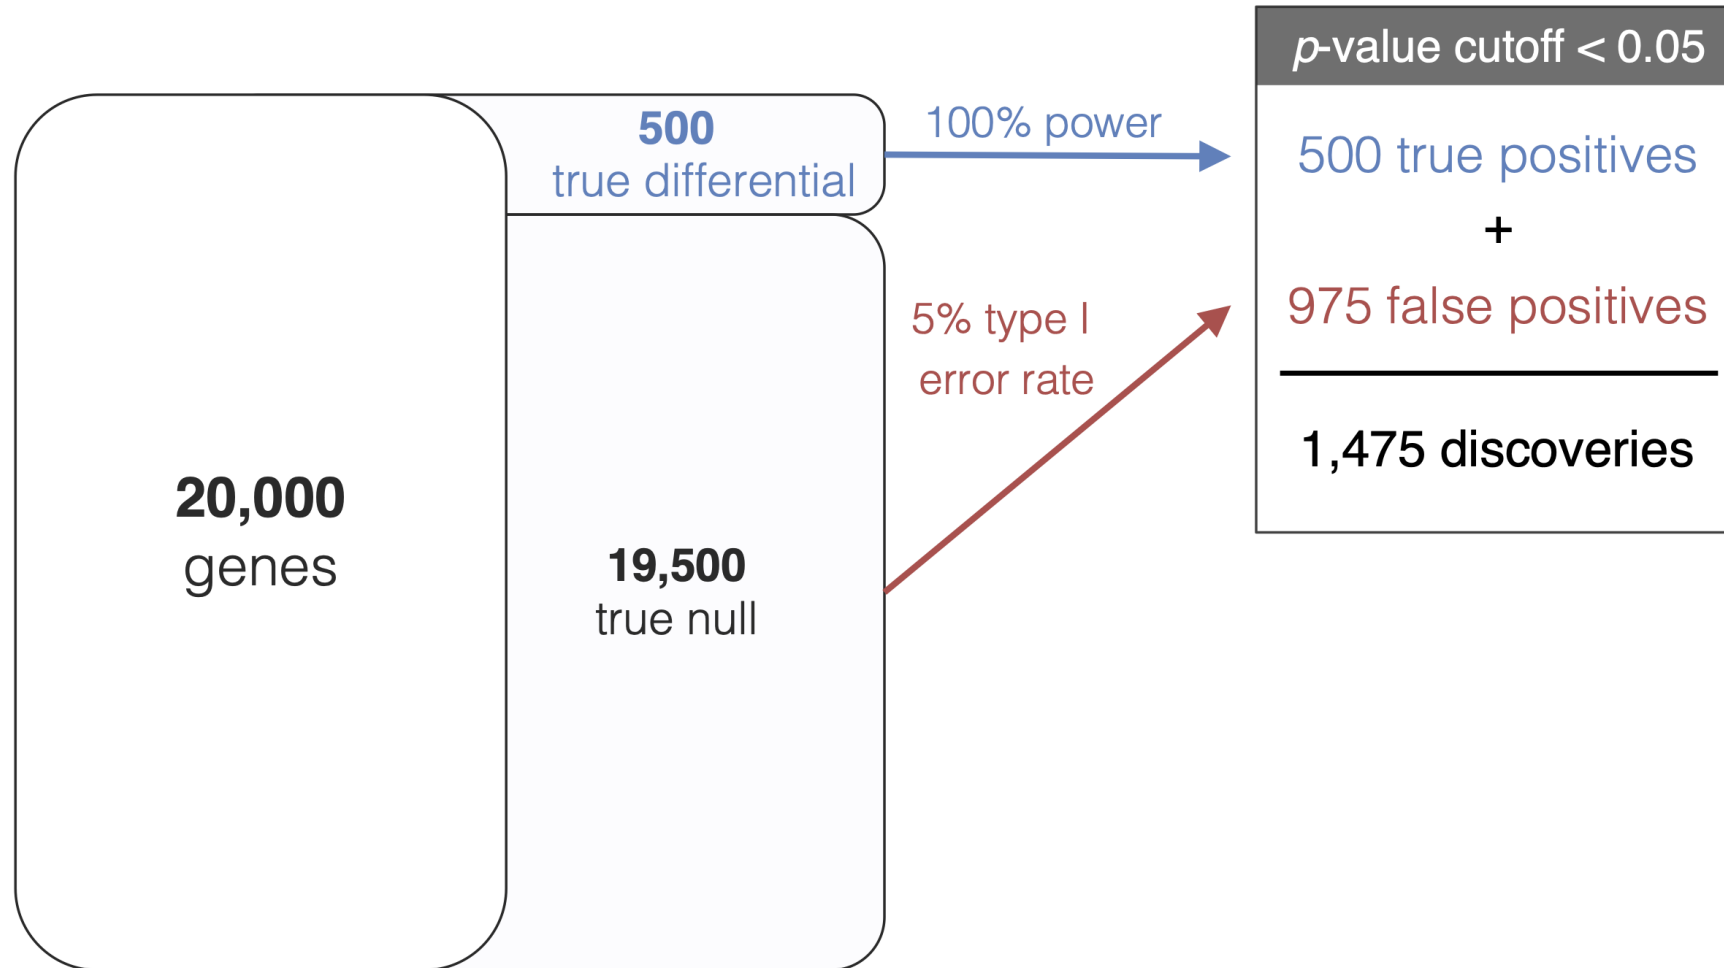 20,000
genes
500
true differential
19,500
true null
100% power
5% type I
error rate
p-value cutoff < 0.05
500 true positives
+
975 false positives
1,475 discoveries